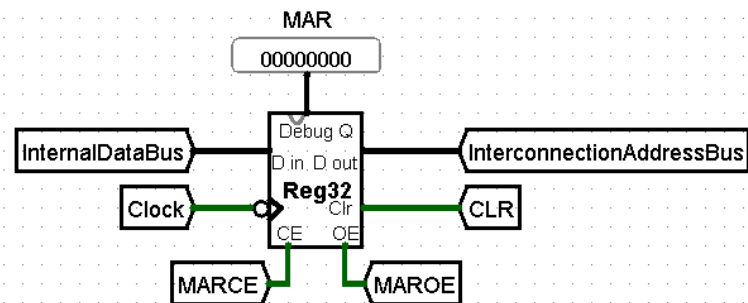 MAR
00000000
Debug Q
InternalDataBus
D in D out
InterconnectionAddressBus
Reg32
Clock
Clr
CLR
CE
OE
MARCE
MAROE